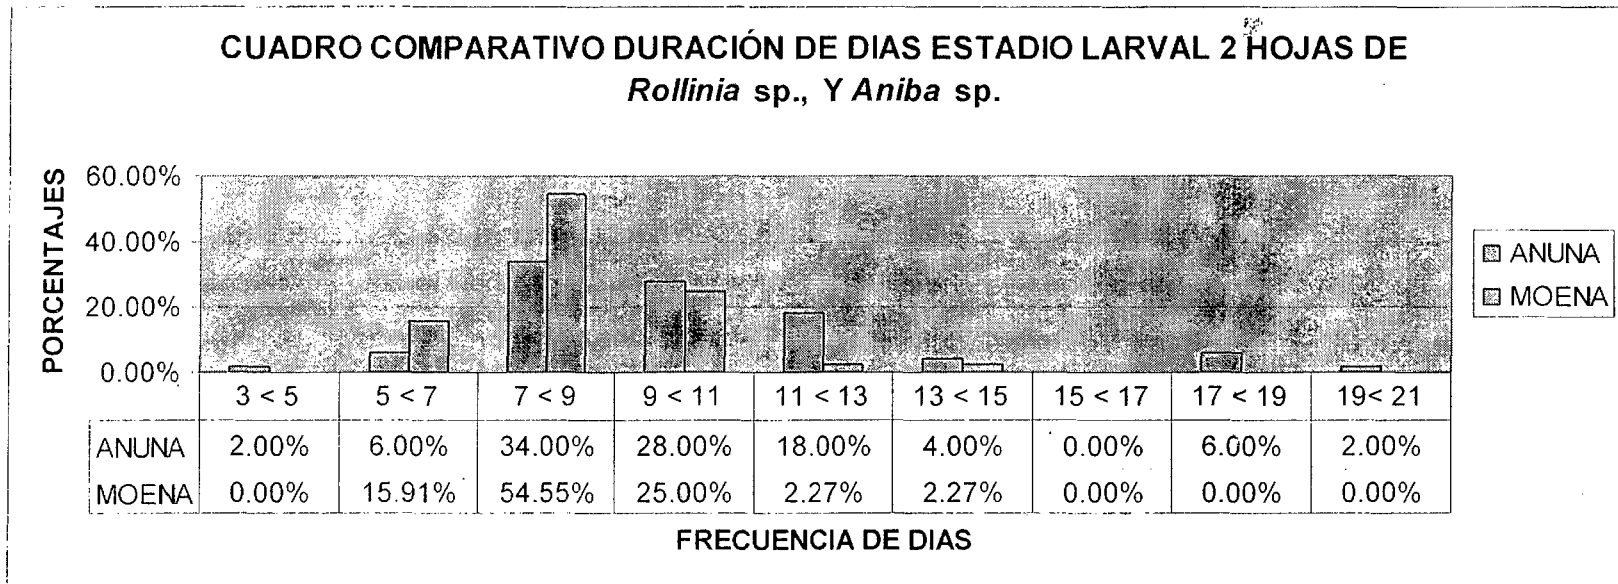 CUADRO COMPARATIVO DURACIÓN DE DIAS ESTADIO LARVAL 2 HOJAS DE
Rollinia sp., Y Aniba sp.
PORCENTAJES
60.00%
40.00%
20.00%
0.00%
3 < 5 5 < 7 7 < 9 9 < 11 11 < 13 13 < 15 15 < 17 17 < 19 19< 21
ANUNA 2.00% 6.00% 34.00% 28.00% 18.00% 4.00% 0.00% 6.00% 2.00%
MOENA 0.00% 15.91% 54.55% 25.00% 2.27% 2.27% 0.00% 0.00% 0.00%
FRECUENCIA DE DIAS
ANUNA
MOENA